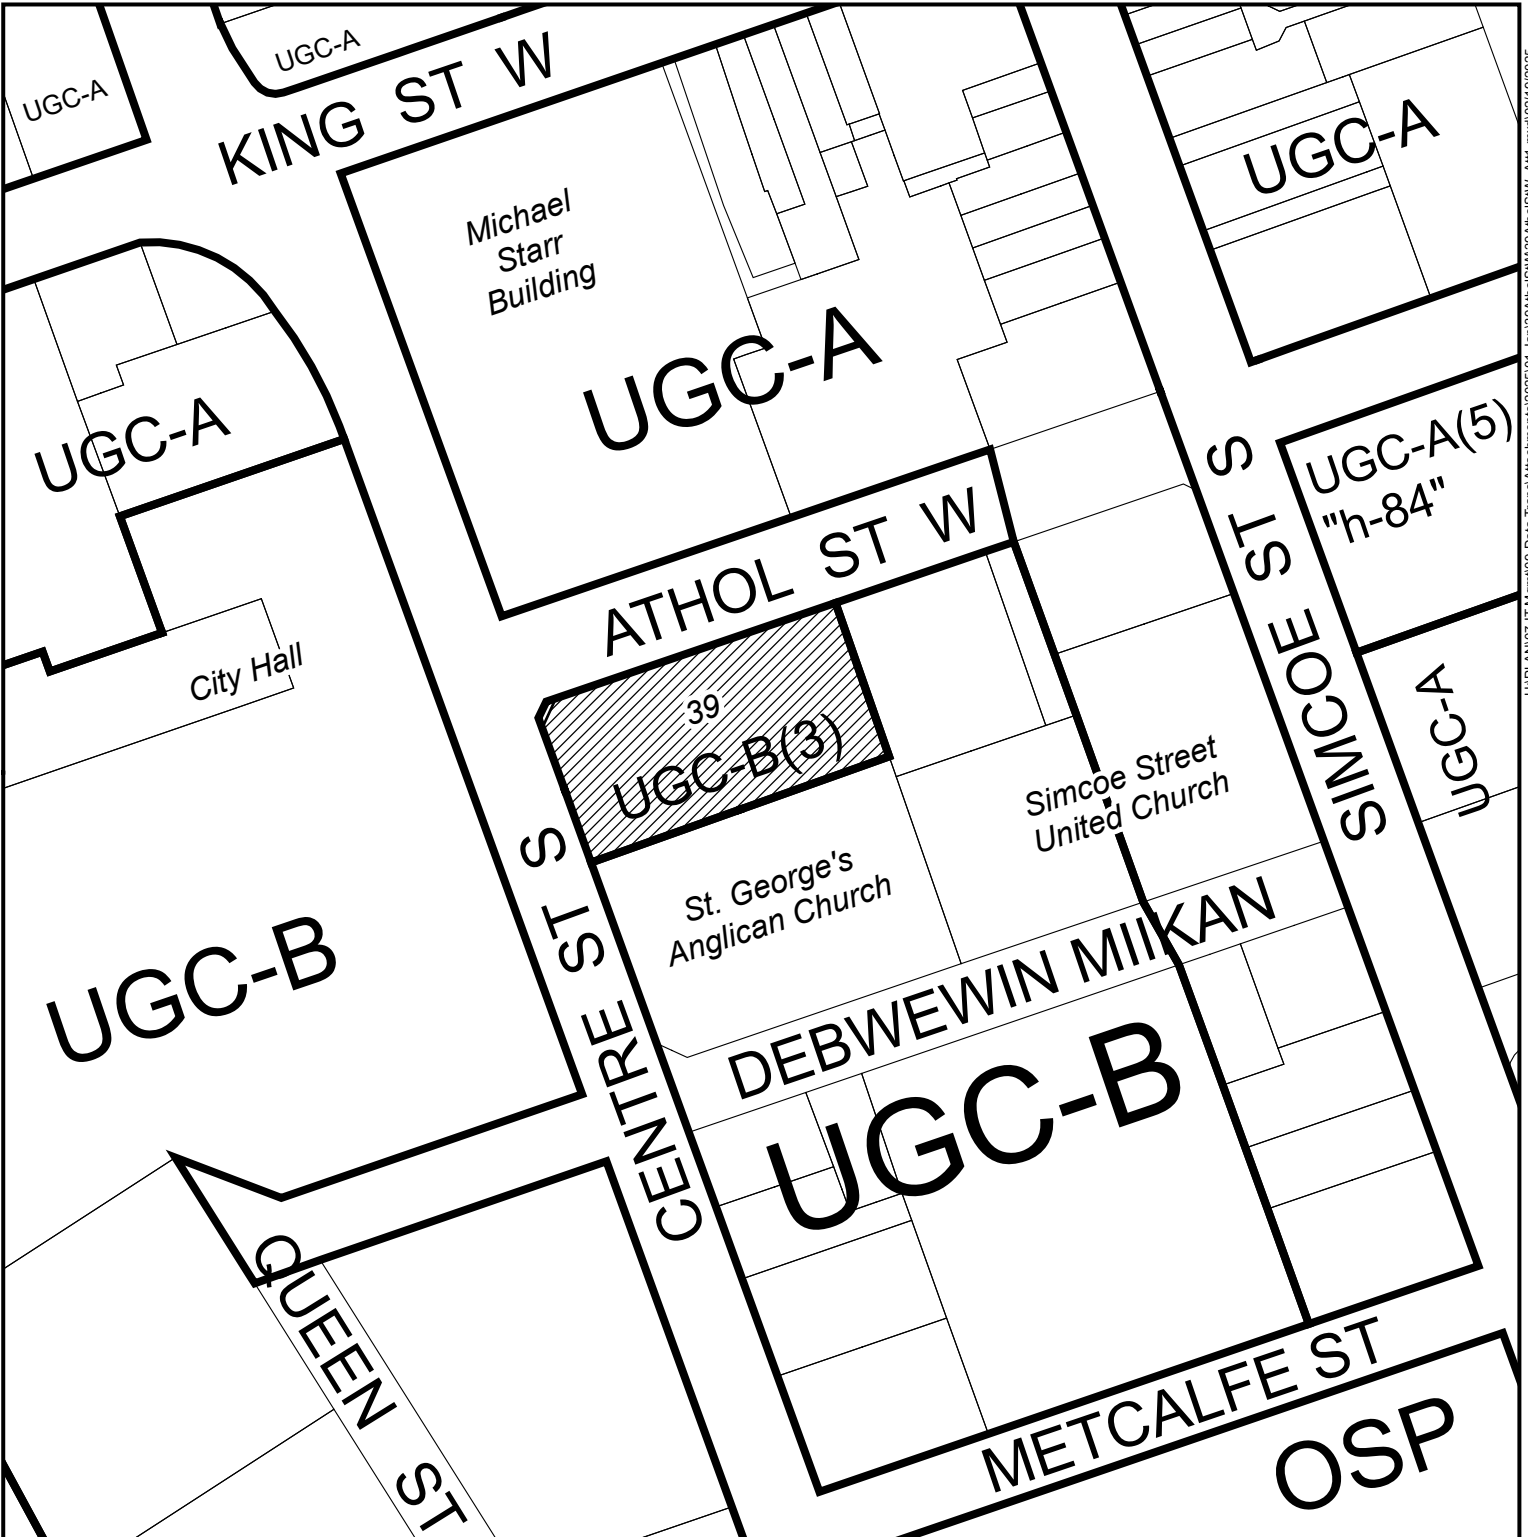 UGC-A
UGC-A
KING ST W
UGC-A
Michael
Starr
Building
UGC-A
UGC-A
UGC-A(5)
"h-84"
SIMCOE ST S
ATHOL ST W
City Hall
39
UGC-B(3)
UGC-A
Simcoe Street
United Church
St. George's
Anglican Church
CENTRE ST S
DEBWEWIN MIIKAN
UGC-B
UGC-B
QUEEN ST
METCALFE ST
OSP